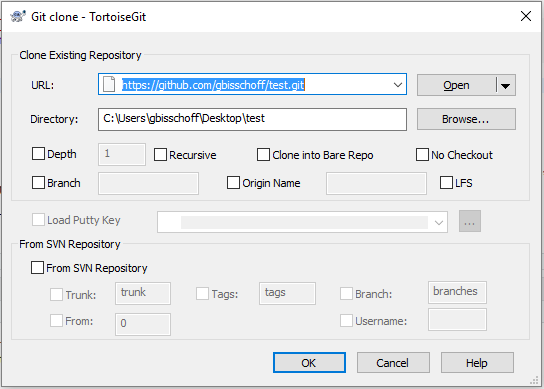 Git clone - TortoiseGit
Clone Existing Repository
URL: https://github.com/gbisschoff/test.git Open
Directory: C:\Users\gbisschoff\Desktop\test Browse...
Depth 1 Recursive Clone into Bare Repo No Checkout
Branch Origin Name LFS
Load Putty Key ...
From SVN Repository
From SVN Repository
Trunk: trunk Tags: tags Branch: branches
From: 0 Username:
OK Cancel Help